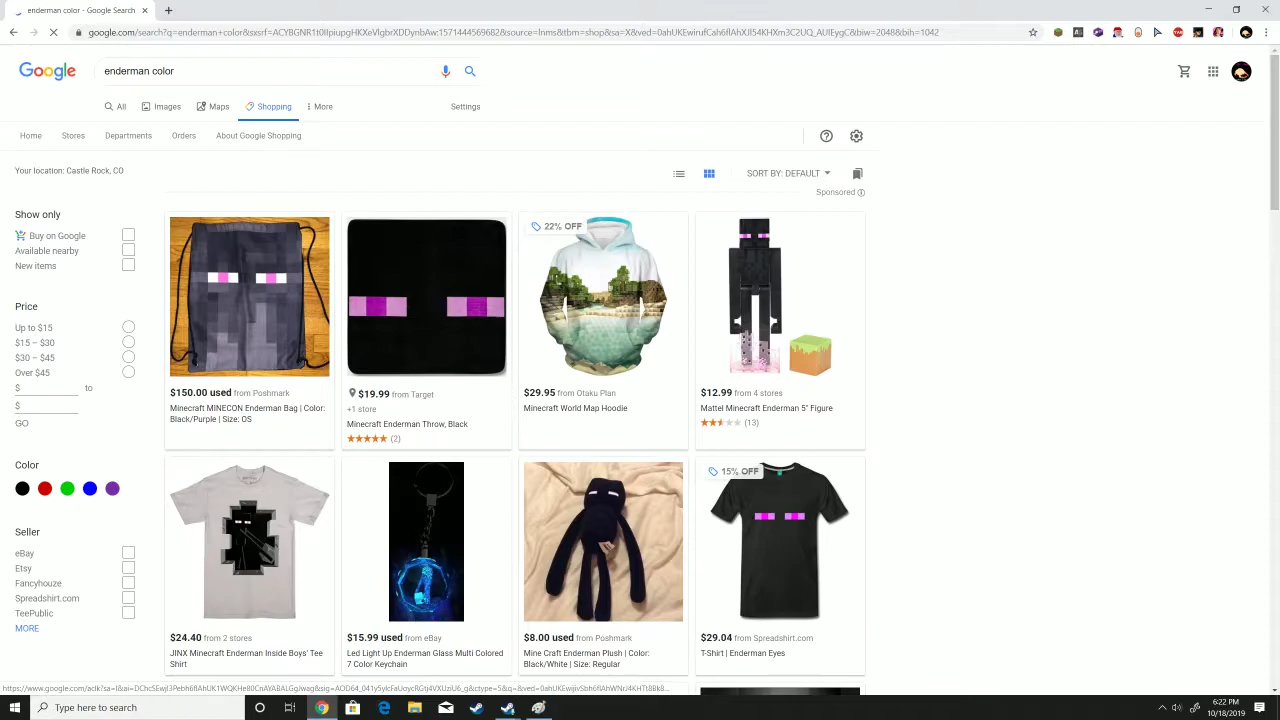 enderman color - Google Search
google.com/search?q=enderman+color&sxsrf=ACYBGNR1t0IlpiupgHKXeVlgbrXDDynbAw:1571444569682&source=lnms&tbm=shop&sa=X&ved=0ahUKEwirufCah6flAhXJf54KHXm3C2UQ_AUIEygC&biw=2048&bih=1042
Google
enderman color
All Images Maps Shopping More Settings
Home Stores Departments Orders About Google Shopping
Your location: Castle Rock, CO
SORT BY: DEFAULT
Sponsored
Show only
Buy on Google
Available nearby
New items
Price
Up to $15
$15 – $30
$30 – $45
Over $45
$ to
$
GO
Color
Seller
eBay
Etsy
Fancyhouze
Spreadshirt.com
TeePublic
MORE
$150.00 used from Poshmark
Minecraft MINECON Enderman Bag | Color:
Black/Purple | Size: OS
$19.99 from Target
+1 store
Minecraft Enderman Throw, Black
(2)
22% OFF
$29.95 from Otaku Plan
Minecraft World Map Hoodie
$12.99 from 4 stores
Mattel Minecraft Enderman 5" Figure
(13)
$24.40 from 2 stores
JINX Minecraft Enderman Inside Boys' Tee
Shirt
$15.99 used from eBay
Led Light Up Enderman Glass Multi Colored
7 Color Keychain
$8.00 used from Poshmark
Mine Craft Enderman Plush | Color:
Black/White | Size: Regular
15% OFF
$29.04 from Spreadshirt.com
T-Shirt | Enderman Eyes
Type here to search
6:22 PM
10/18/2019